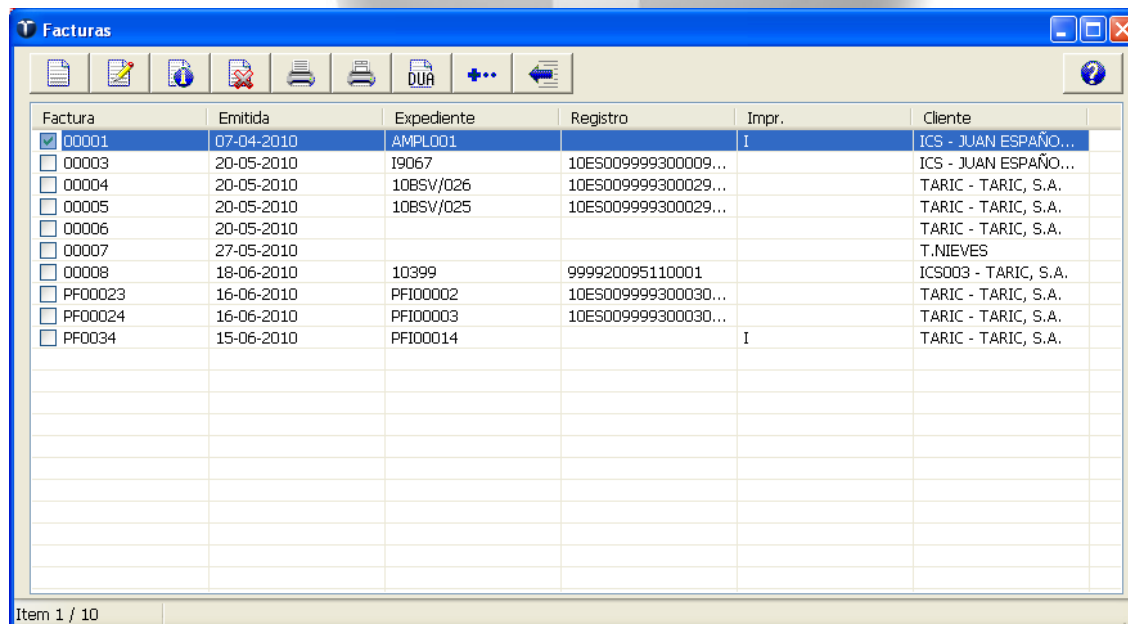 Facturas
DUA
Factura Emitida Expediente Registro Impr. Cliente
00001 07-04-2010 AMPL001 I ICS - JUAN ESPAÑO...
00003 20-05-2010 I9067 10ES009999300009... ICS - JUAN ESPAÑO...
00004 20-05-2010 10BSV/026 10ES009999300029... TARIC - TARIC, S.A.
00005 20-05-2010 10BSV/025 10ES009999300029... TARIC - TARIC, S.A.
00006 20-05-2010 TARIC - TARIC, S.A.
00007 27-05-2010 T.NIEVES
00008 18-06-2010 10399 999920095110001 ICS003 - TARIC, S.A.
PF00023 16-06-2010 PFI00002 10ES009999300030... TARIC - TARIC, S.A.
PF00024 16-06-2010 PFI00003 10ES009999300030... TARIC - TARIC, S.A.
PF0034 15-06-2010 PFI00014 I TARIC - TARIC, S.A.
Item 1 / 10